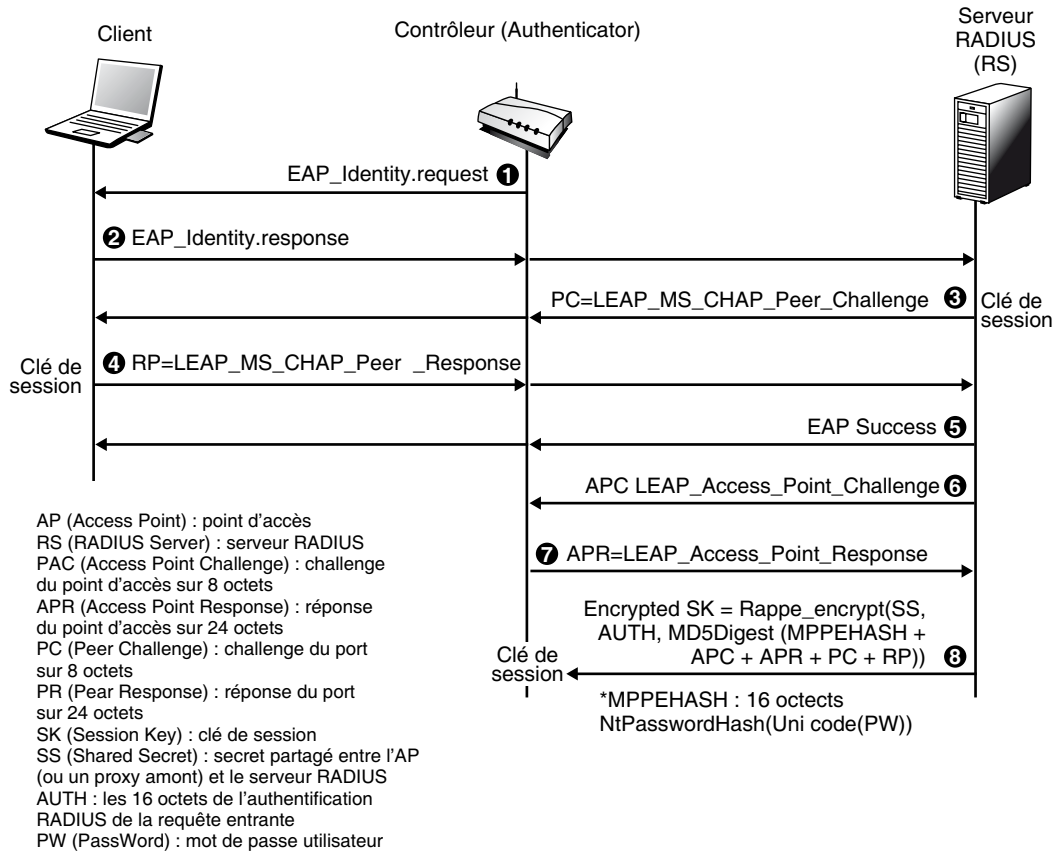 Client
Contrôleur (Authenticator)
Serveur
RADIUS
(RS)
EAP_Identity.request ❶
❷ EAP_Identity.response
PC=LEAP_MS_CHAP_Peer_Challenge ❸
Clé de
session
Clé de
session
❹ RP=LEAP_MS_CHAP_Peer _Response
EAP Success ❺
APC LEAP_Access_Point_Challenge ❻
❼ APR=LEAP_Access_Point_Response
Encrypted SK = Rappe_encrypt(SS,
AUTH, MD5Digest (MPPEHASH +
APC + APR + PC + RP)) ❽
Clé de
session
*MPPEHASH : 16 octects
NtPasswordHash(Uni code(PW))
AP (Access Point) : point d'accès
RS (RADIUS Server) : serveur RADIUS
PAC (Access Point Challenge) : challenge
du point d'accès sur 8 octets
APR (Access Point Response) : réponse
du point d'accès sur 24 octets
PC (Peer Challenge) : challenge du port
sur 8 octets
PR (Pear Response) : réponse du port
sur 24 octets
SK (Session Key) : clé de session
SS (Shared Secret) : secret partagé entre l'AP
(ou un proxy amont) et le serveur RADIUS
AUTH : les 16 octets de l'authentification
RADIUS de la requête entrante
PW (PassWord) : mot de passe utilisateur